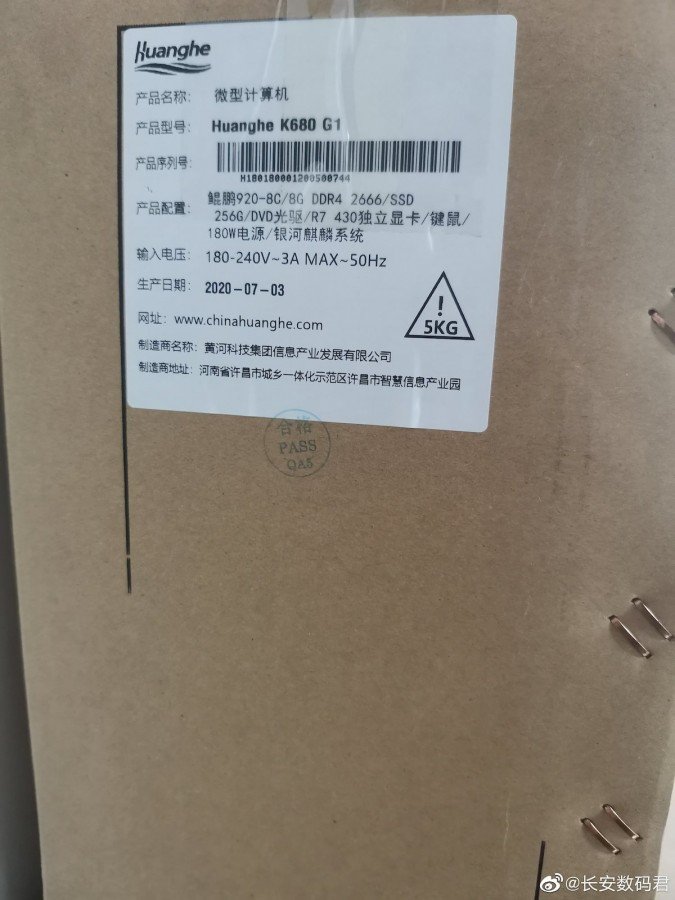 Huanghe
产品名称: 微型计算机
产品型号: Huanghe K680 G1
产品序列号:
H180180001200500744
产品配置: 鲲鹏920-8C/8G DDR4 2666/SSD
256G/DVD光驱/R7 430独立显卡/键鼠/
180W电源/银河麒麟系统
输入电压: 180-240V~3A MAX~50Hz
生产日期: 2020-07-03
网址: www.chinahuanghe.com
!
5KG
制造商名称: 黄河科技集团信息产业发展有限公司
制造商地址: 河南省许昌市城乡一体化示范区许昌市智慧信息产业园
合格
PASS
QA5
@长安数码君